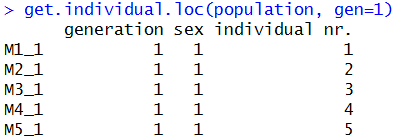 > get.individual.loc(population, gen=1)
generation sex individual nr.
M1_1 1 1 1
M2_1 1 1 2
M3_1 1 1 3
M4_1 1 1 4
M5_1 1 1 5